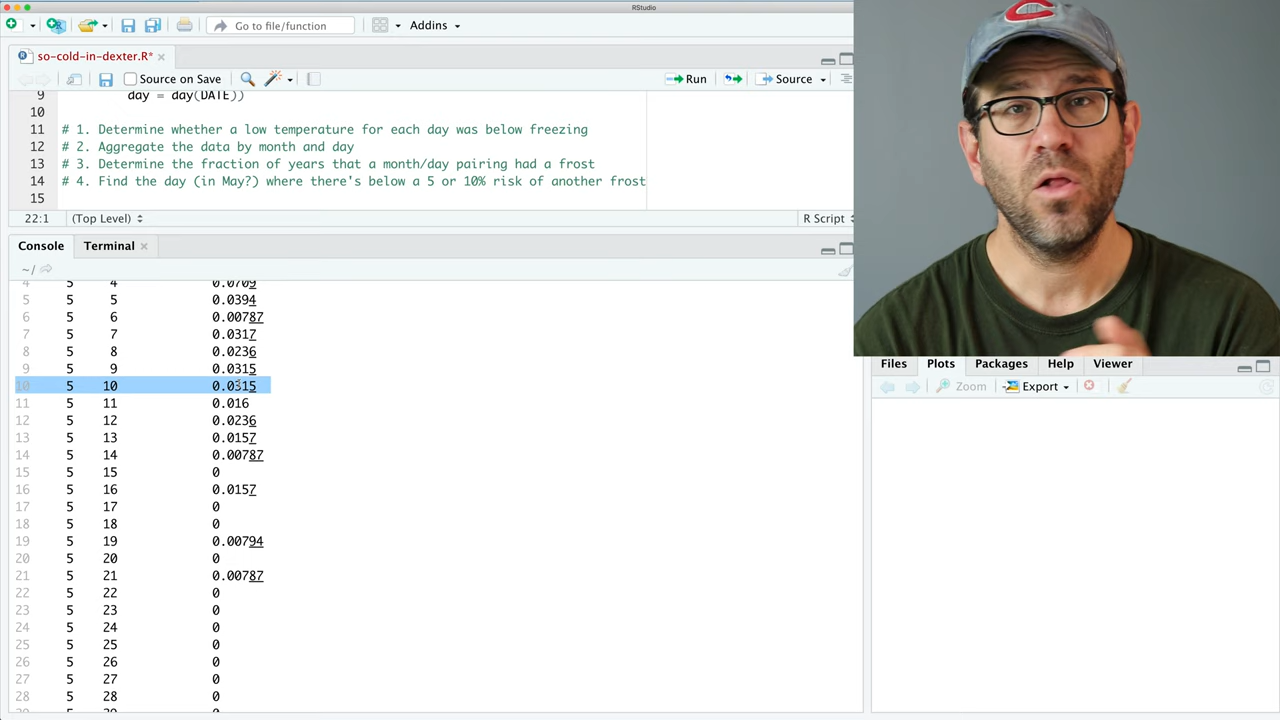 RStudio
Go to file/function
Addins
so-cold-in-dexter.R*
Source on Save
Run
Source
9 day = day(DATE))
10
11 # 1. Determine whether a low temperature for each day was below freezing
12 # 2. Aggregate the data by month and day
13 # 3. Determine the fraction of years that a month/day pairing had a frost
14 # 4. Find the day (in May?) where there's below a 5 or 10% risk of another frost
15
22:1 (Top Level) R Script
Console Terminal
~/
4 5 4 0.0709
5 5 5 0.0394
6 5 6 0.00787
7 5 7 0.0317
8 5 8 0.0236
9 5 9 0.0315
10 5 10 0.0315
11 5 11 0.016
12 5 12 0.0236
13 5 13 0.0157
14 5 14 0.00787
15 5 15 0
16 5 16 0.0157
17 5 17 0
18 5 18 0
19 5 19 0.00794
20 5 20 0
21 5 21 0.00787
22 5 22 0
23 5 23 0
24 5 24 0
25 5 25 0
26 5 26 0
27 5 27 0
28 5 28 0
Files Plots Packages Help Viewer
Zoom Export